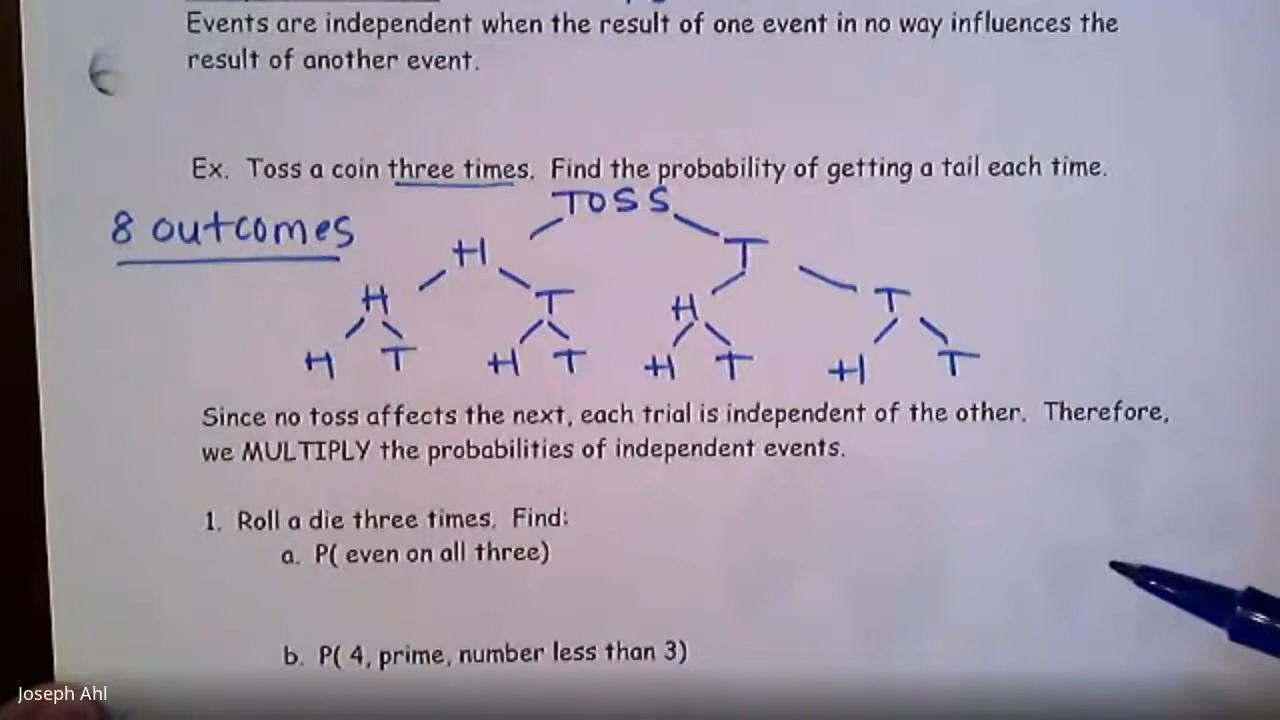 Events are independent when the result of one event in no way influences the
result of another event.
Ex. Toss a coin three times. Find the probability of getting a tail each time.
TOSS
8 outcomes
H T
H T H T
H T H T H T H T
Since no toss affects the next, each trial is independent of the other. Therefore,
we MULTIPLY the probabilities of independent events.
1. Roll a die three times. Find:
a. P( even on all three)
b. P( 4, prime, number less than 3)
Joseph Ahl